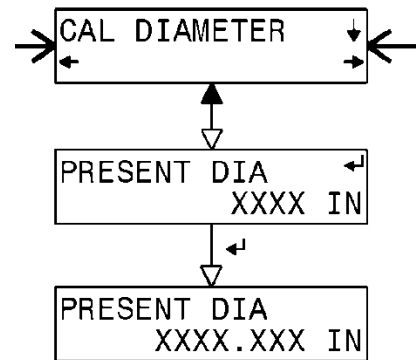 CAL DIAMETER ↓
← →
PRESENT DIA ↵
XXXX IN
↵
PRESENT DIA
XXXX.XXX IN